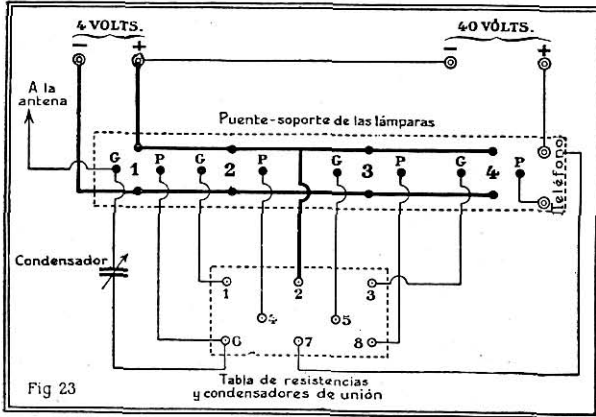 4 VOLTS.
40 VOLTS.
- +
- +
A la
antena
Puente-soporte de las lámparas
G 1 P G 2 P G 3 P G 4 P
Teléfono
Condensador
1 2 3
4 5
G 7 8
Fig 23
Tabla de resistencias
y condensadores de unión